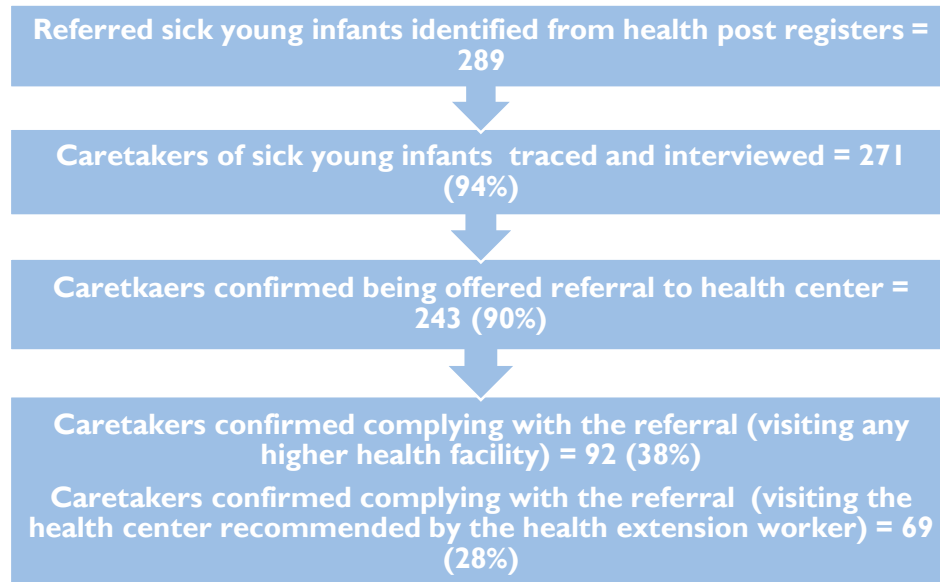 Referred sick young infants identified from health post registers =
289
Caretakers of sick young infants traced and interviewed = 271
(94%)
Caretkaers confirmed being offered referral to health center =
243 (90%)
Caretakers confirmed complying with the referral (visiting any
higher health facility) = 92 (38%)
Caretakers confirmed complying with the referral (visiting the
health center recommended by the health extension worker) = 69
(28%)